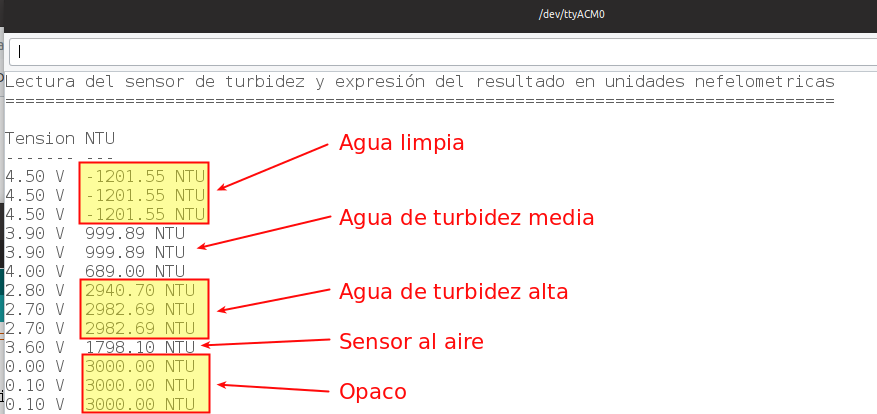 /dev/ttyACM0
Lectura del sensor de turbidez y expresión del resultado en unidades nefelometricas
===================================================================================
Tension NTU
------- ---
4.50 V -1201.55 NTU
4.50 V -1201.55 NTU
4.50 V -1201.55 NTU
3.90 V 999.89 NTU
3.90 V 999.89 NTU
4.00 V 689.00 NTU
2.80 V 2940.70 NTU
2.70 V 2982.69 NTU
2.70 V 2982.69 NTU
3.60 V 1798.10 NTU
0.00 V 3000.00 NTU
0.10 V 3000.00 NTU
0.10 V 3000.00 NTU
Agua limpia
Agua de turbidez media
Agua de turbidez alta
Sensor al aire
Opaco